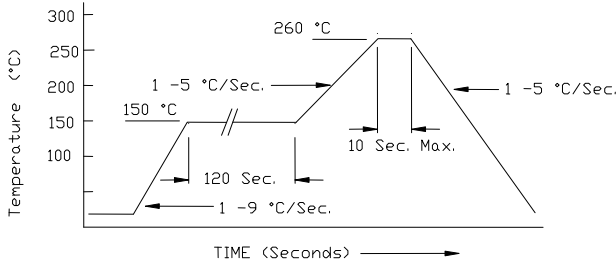 300
260 °C
250
200
1 -5 °C/Sec.
1 -5 °C/Sec.
150 °C
150
10 Sec. Max.
100
120 Sec.
1 -9 °C/Sec.
Temperature (°C)
TIME (Seconds)